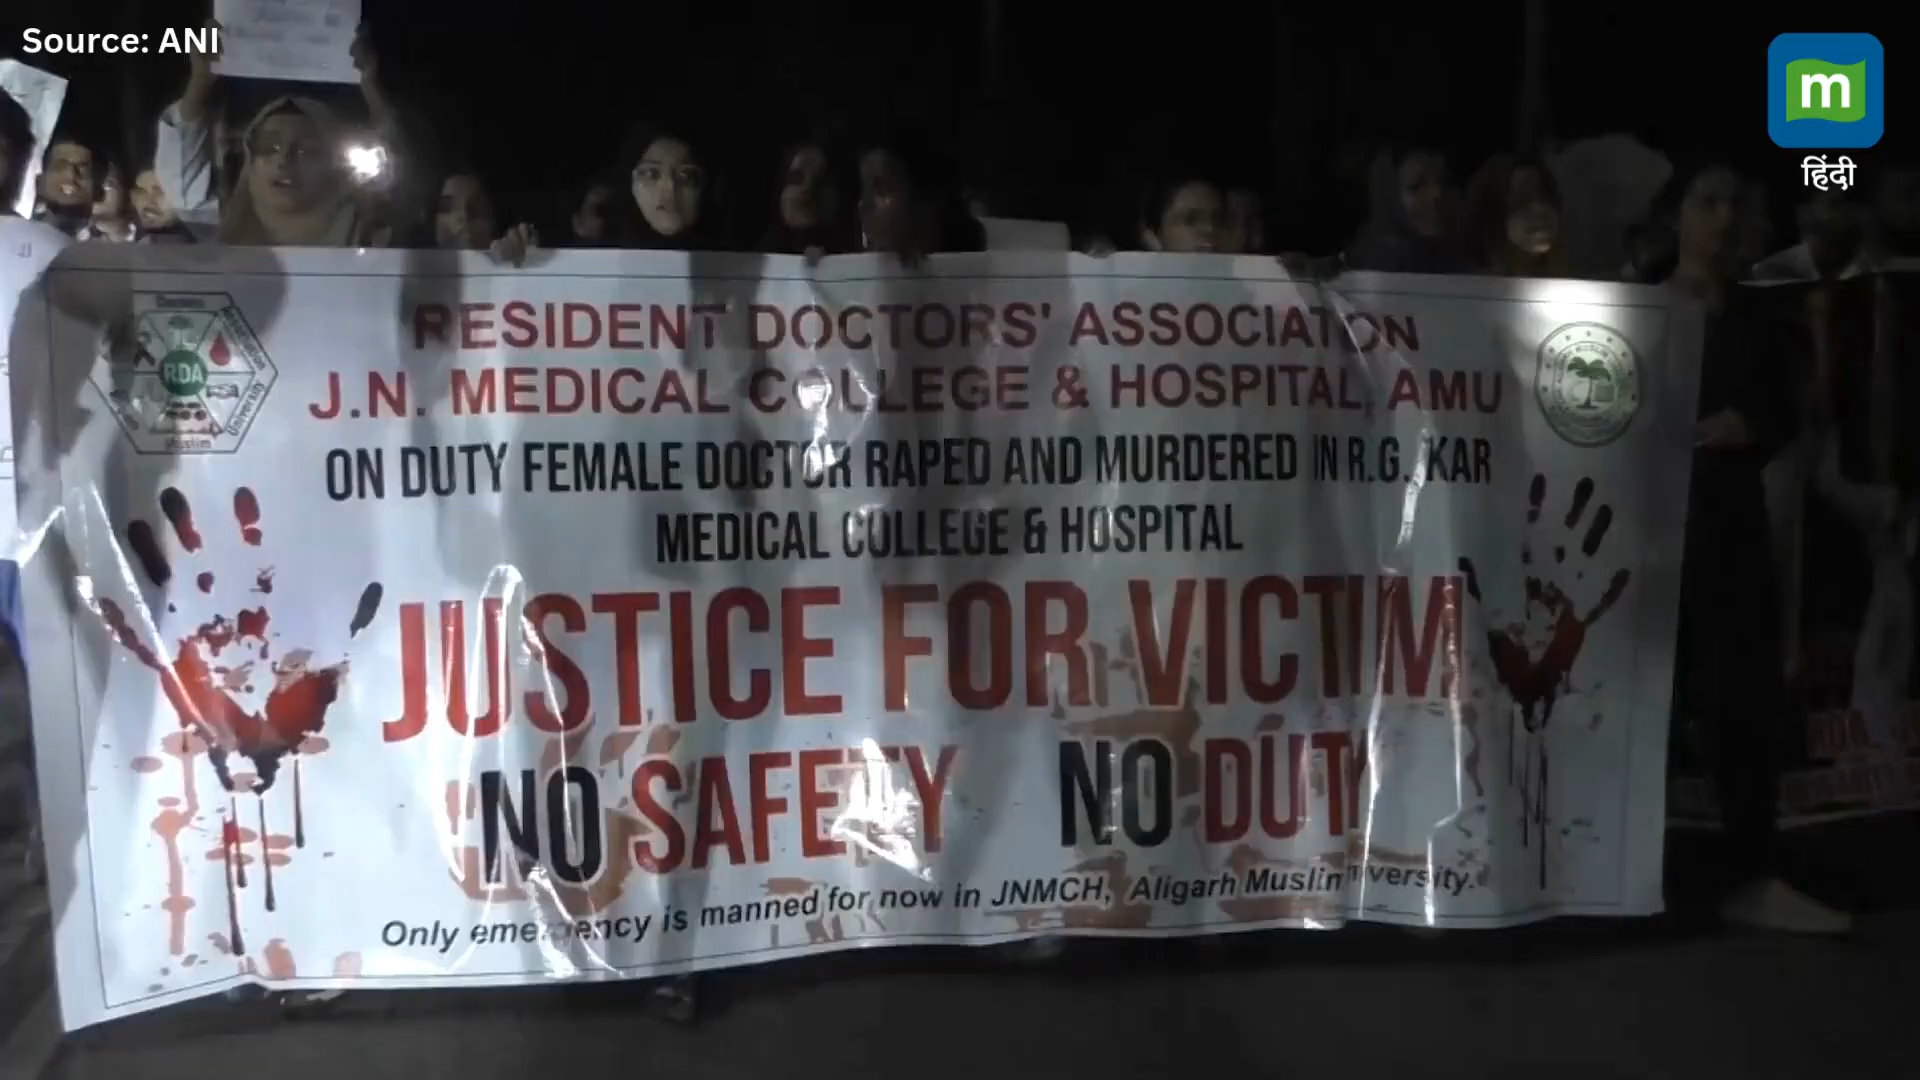 Source: ANI
m
हिंदी
RESIDENT DOCTORS' ASSOCIATON
J.N. MEDICAL COLLEGE & HOSPITAL, AMU
RDA
ON DUTY FEMALE DOCTOR RAPED AND MURDERED IN R.G. KAR
MEDICAL COLLEGE & HOSPITAL
JUSTICE FOR VICTIM
NO SAFETY NO DUTY
Only emergency is manned for now in JNMCH, Aligarh Muslim University.